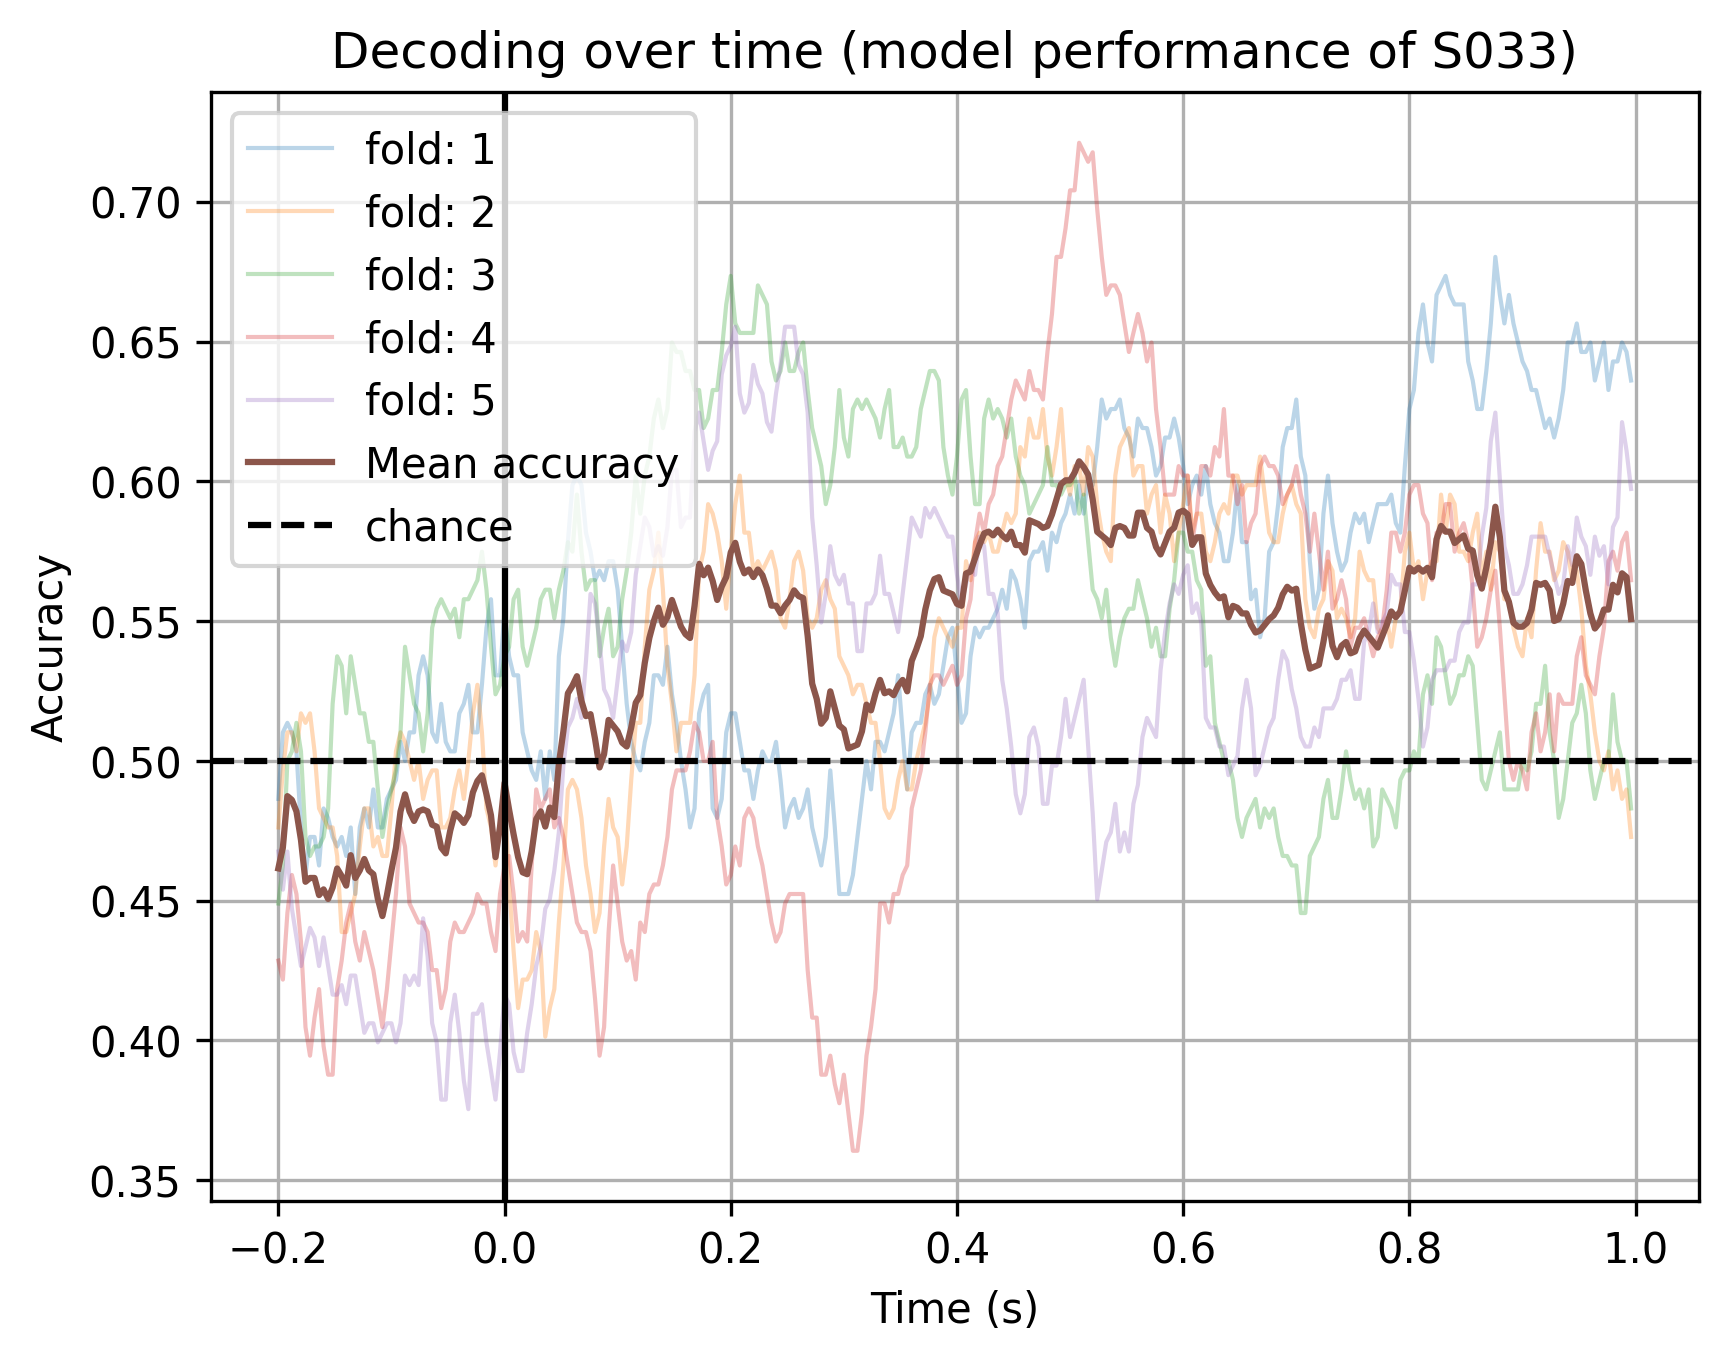 Decoding over time (model performance of S033)
fold: 1
fold: 2
fold: 3
fold: 4
fold: 5
Mean accuracy
chance
Accuracy
0.70
0.65
0.60
0.55
0.50
0.45
0.40
0.35
−0.2 0.0 0.2 0.4 0.6 0.8 1.0
Time (s)